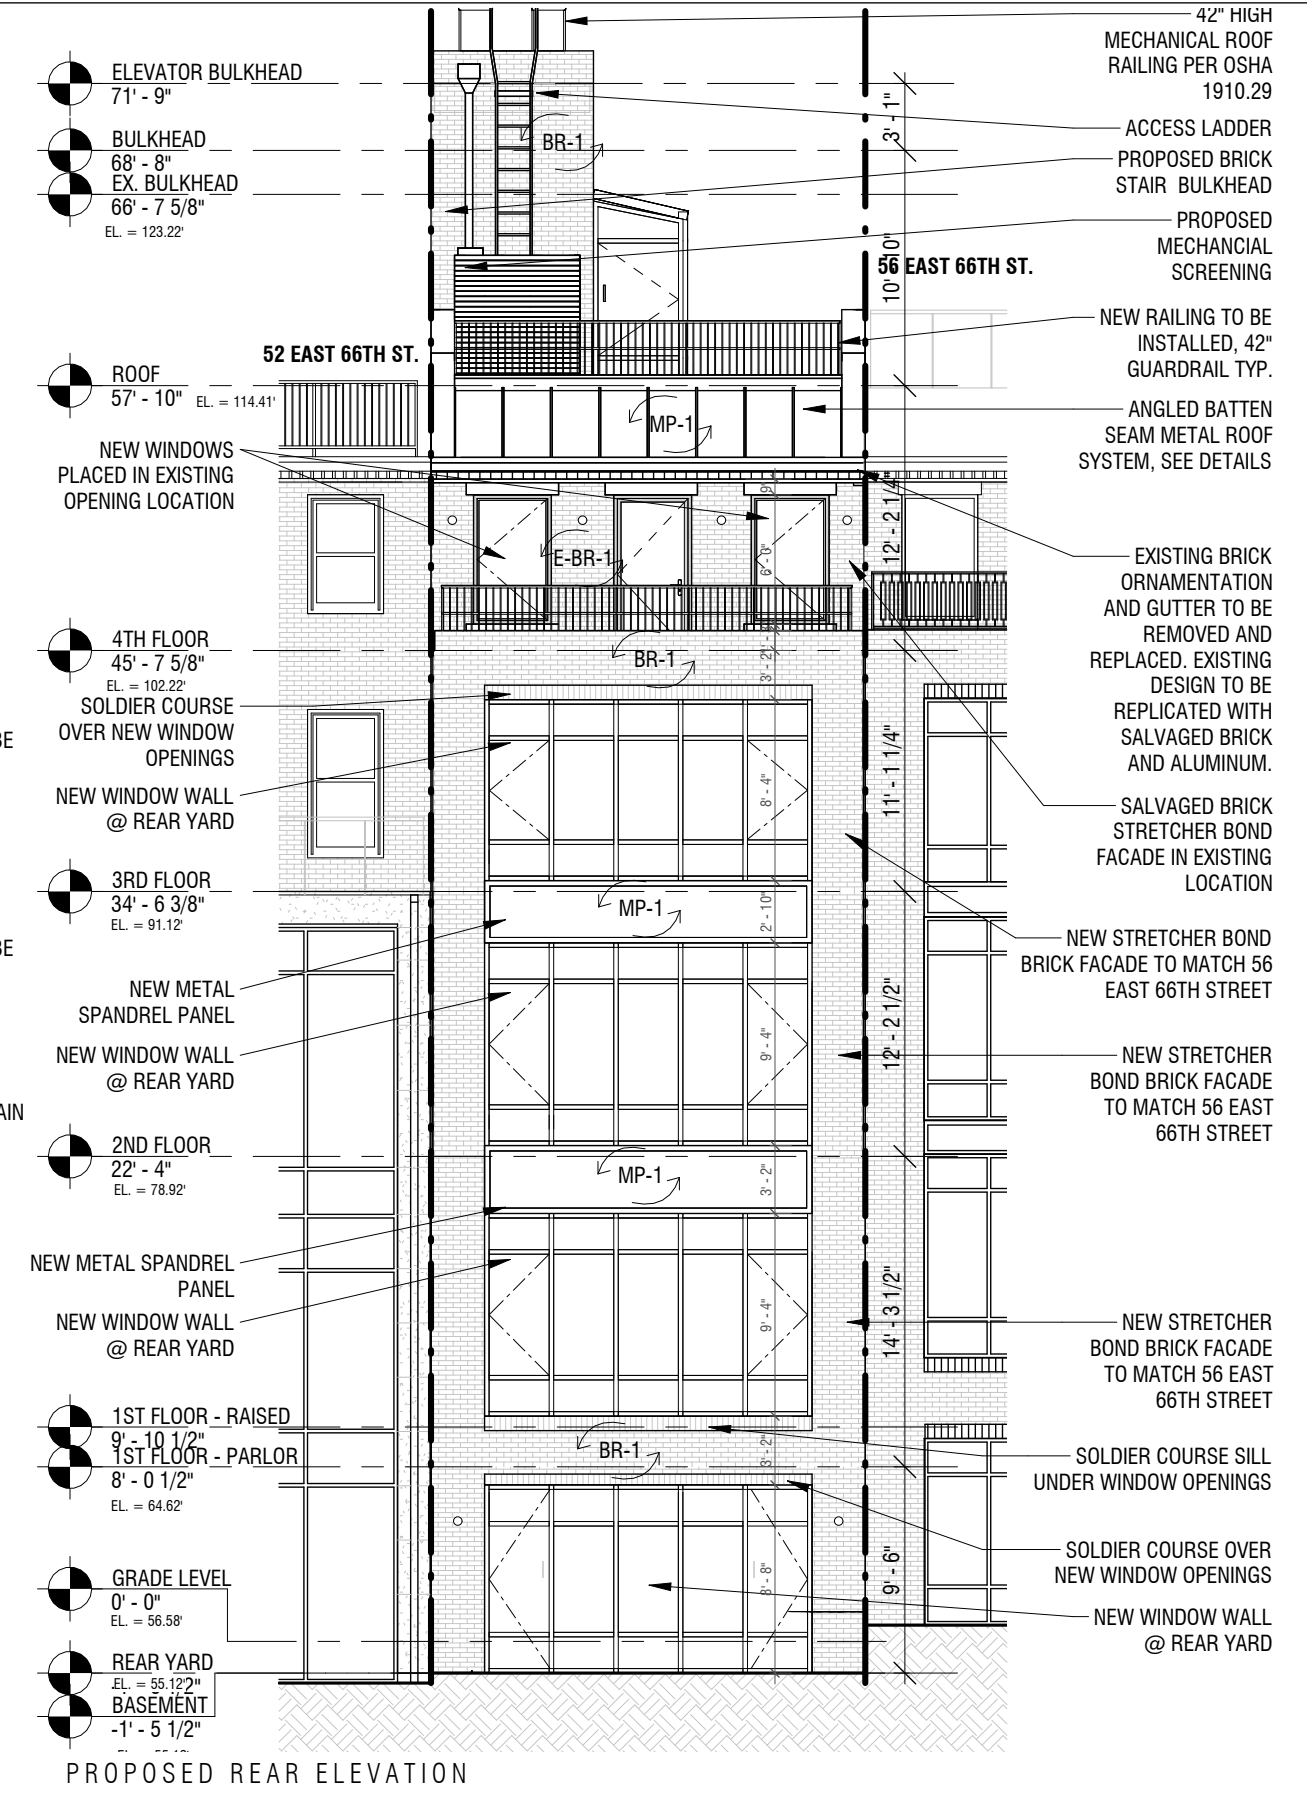 42" HIGH
MECHANICAL ROOF
RAILING PER OSHA
1910.29
ELEVATOR BULKHEAD
71' - 9"
ACCESS LADDER
BULKHEAD
68' - 8"
PROPOSED BRICK
STAIR BULKHEAD
EX. BULKHEAD
66' - 7 5/8"
EL. = 123.22'
PROPOSED
MECHANCIAL
SCREENING
BR-1
3' - 1"
10' - 10"
56 EAST 66TH ST.
52 EAST 66TH ST.
NEW RAILING TO BE
INSTALLED, 42"
GUARDRAIL TYP.
ROOF
57' - 10"
EL. = 114.41'
ANGLED BATTEN
SEAM METAL ROOF
SYSTEM, SEE DETAILS
MP-1
NEW WINDOWS
PLACED IN EXISTING
OPENING LOCATION
9"
12' - 2 1/4"
E-BR-1
6' - 0"
EXISTING BRICK
ORNAMENTATION
AND GUTTER TO BE
REMOVED AND
REPLACED. EXISTING
DESIGN TO BE
REPLICATED WITH
SALVAGED BRICK
AND ALUMINUM.
4TH FLOOR
45' - 7 5/8"
EL. = 102.22'
BR-1
3' - 2"
SOLDIER COURSE
OVER NEW WINDOW
OPENINGS
BE
NEW WINDOW WALL
@ REAR YARD
8' - 4"
11' - 1 1/4"
SALVAGED BRICK
STRETCHER BOND
FACADE IN EXISTING
LOCATION
3RD FLOOR
34' - 6 3/8"
EL. = 91.12'
MP-1
2' - 10"
BE
NEW STRETCHER BOND
BRICK FACADE TO MATCH 56
EAST 66TH STREET
NEW METAL
SPANDREL PANEL
NEW WINDOW WALL
@ REAR YARD
9' - 4"
12' - 2 1/2"
NEW STRETCHER
BOND BRICK FACADE
TO MATCH 56 EAST
66TH STREET
AIN
2ND FLOOR
22' - 4"
EL. = 78.92'
MP-1
3' - 2"
NEW METAL SPANDREL
PANEL
NEW WINDOW WALL
@ REAR YARD
9' - 4"
14' - 3 1/2"
NEW STRETCHER
BOND BRICK FACADE
TO MATCH 56 EAST
66TH STREET
1ST FLOOR - RAISED
9' - 10 1/2"
1ST FLOOR - PARLOR
8' - 0 1/2"
EL. = 64.62'
BR-1
3' - 2"
SOLDIER COURSE SILL
UNDER WINDOW OPENINGS
SOLDIER COURSE OVER
NEW WINDOW OPENINGS
8' - 8"
9' - 6"
GRADE LEVEL
0' - 0"
EL. = 56.58'
NEW WINDOW WALL
@ REAR YARD
REAR YARD
EL. = 55.12'
BASEMENT
-1' - 5 1/2"
PROPOSED REAR ELEVATION